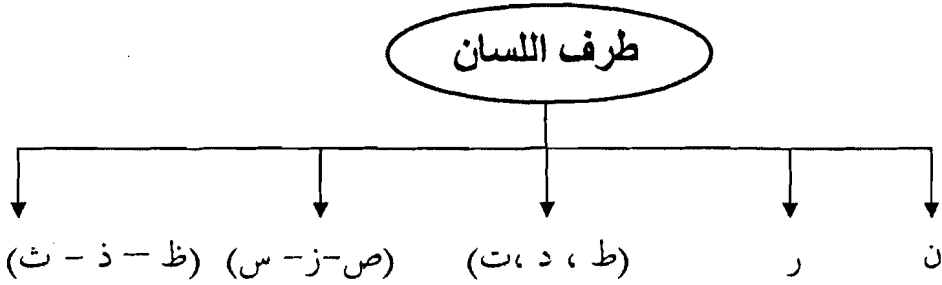 طرف اللسان
ن ر (ط ، د ،ت) (ص-ز- س) (ظ – ذ - ث)